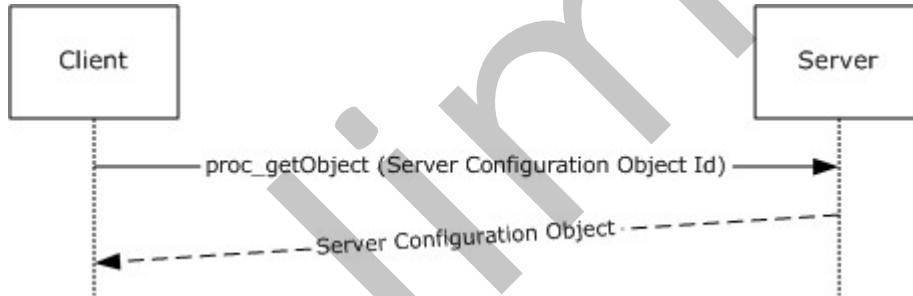 Client
Server
proc_getObject (Server Configuration Object Id)
Server Configuration Object